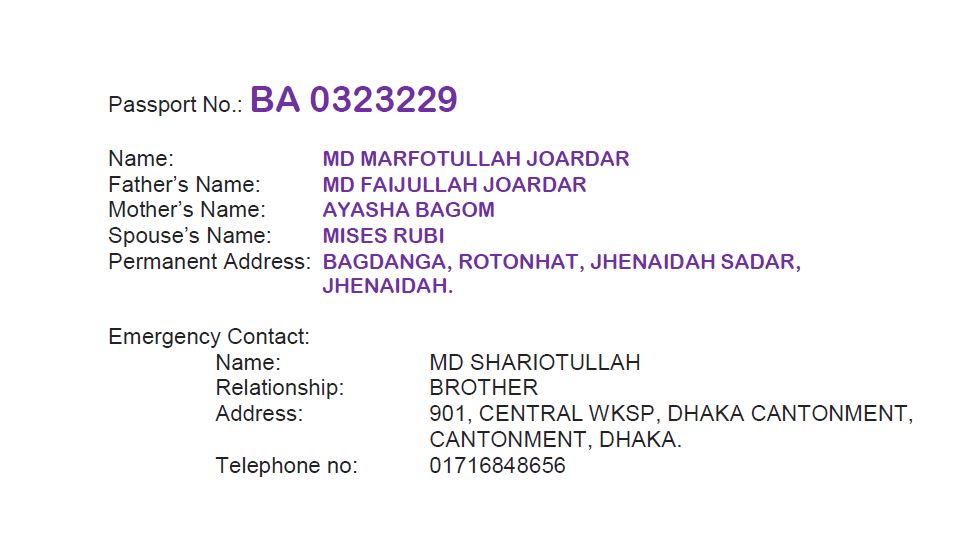 Passport No.: BA 0323229
Name: MD MARFOTULLAH JOARDAR
Father’s Name: MD FAIJULLAH JOARDAR
Mother’s Name: AYASHA BAGOM
Spouse’s Name: MISES RUBI
Permanent Address: BAGDANGA, ROTONHAT, JHENAIDAH SADAR,
JHENAIDAH.
Emergency Contact:
Name: MD SHARIOTULLAH
Relationship: BROTHER
Address: 901, CENTRAL WKSP, DHAKA CANTONMENT,
CANTONMENT, DHAKA.
Telephone no: 01716848656